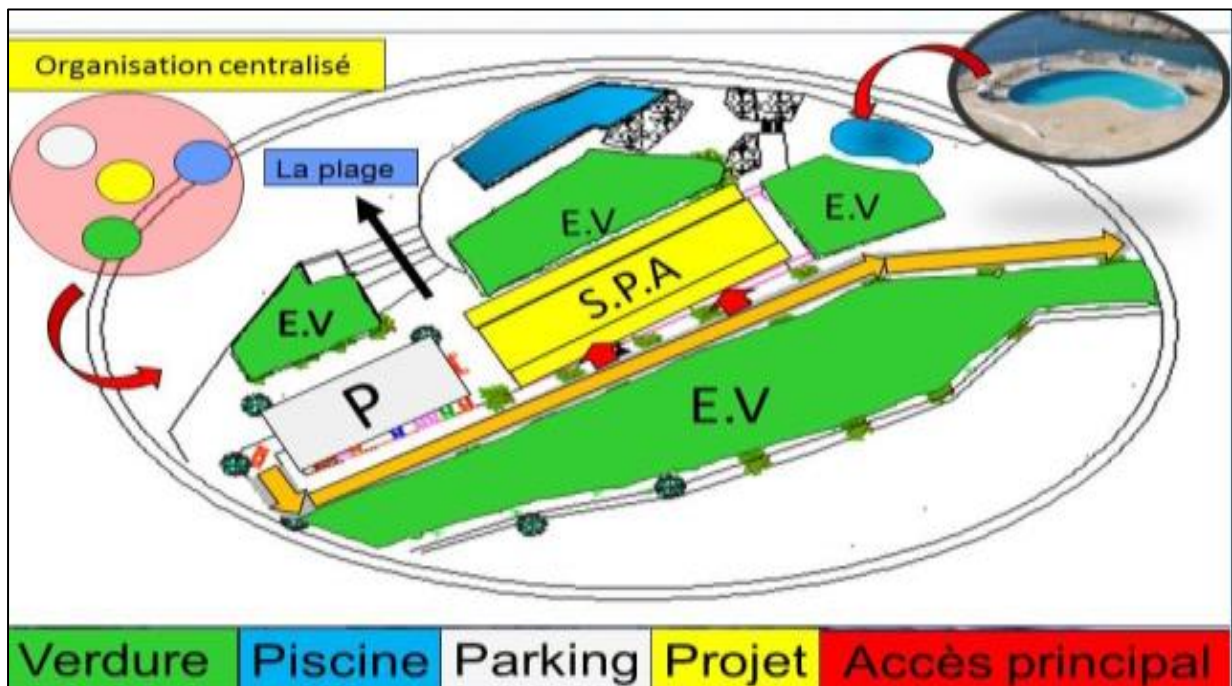 Organisation centralisé
La plage
E.V
E.V
E.V
S.P.A
P
E.V
Verdure Piscine Parking Projet Accès principal